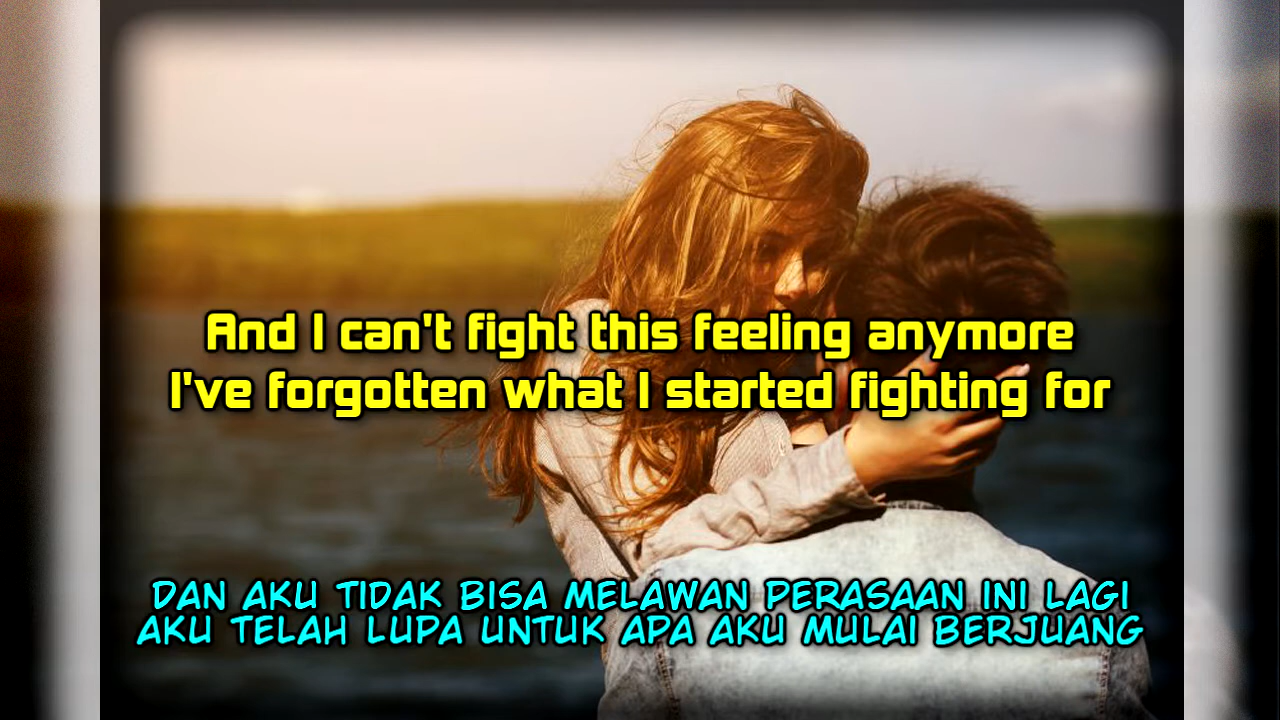 And I can't fight this feeling anymore
I've forgotten what I started fighting for
DAN AKU TIDAK BISA MELAWAN PERASAAN INI LAGI
AKU TELAH LUPA UNTUK APA AKU MULAI BERJUANG